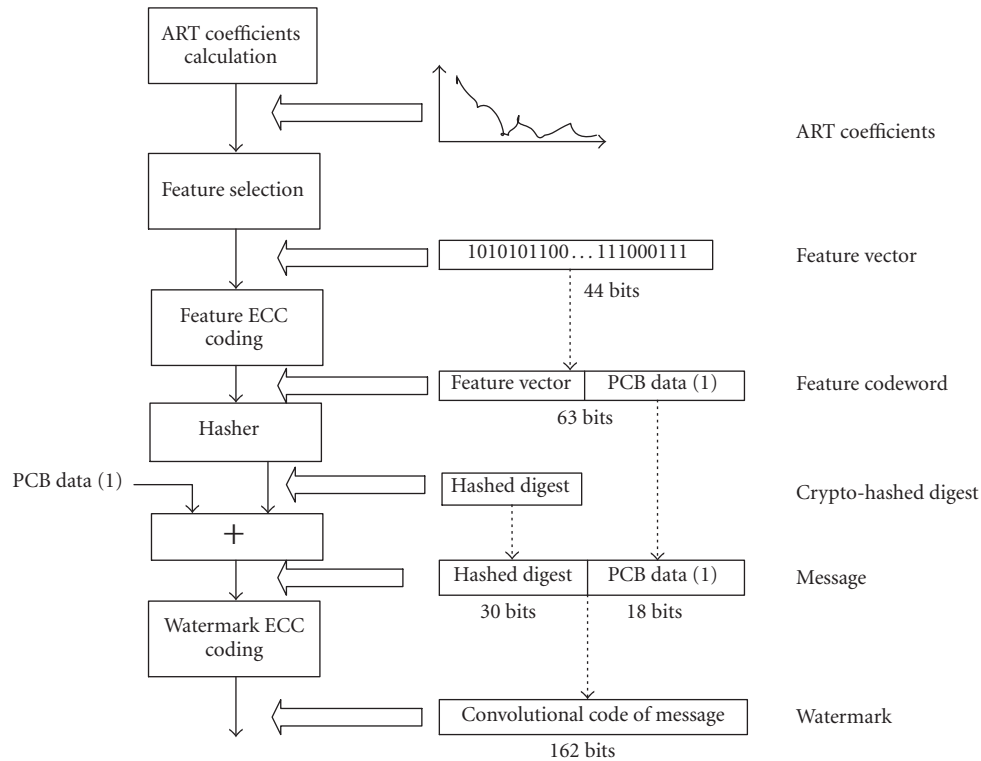 ART coefficients
calculation
ART coefficients
Feature selection
1010101100...111000111
Feature vector
44 bits
Feature ECC
coding
Feature vector
PCB data (1)
Feature codeword
63 bits
Hasher
PCB data (1)
Hashed digest
Crypto-hashed digest
+
Hashed digest
PCB data (1)
Message
30 bits
18 bits
Watermark ECC
coding
Convolutional code of message
Watermark
162 bits